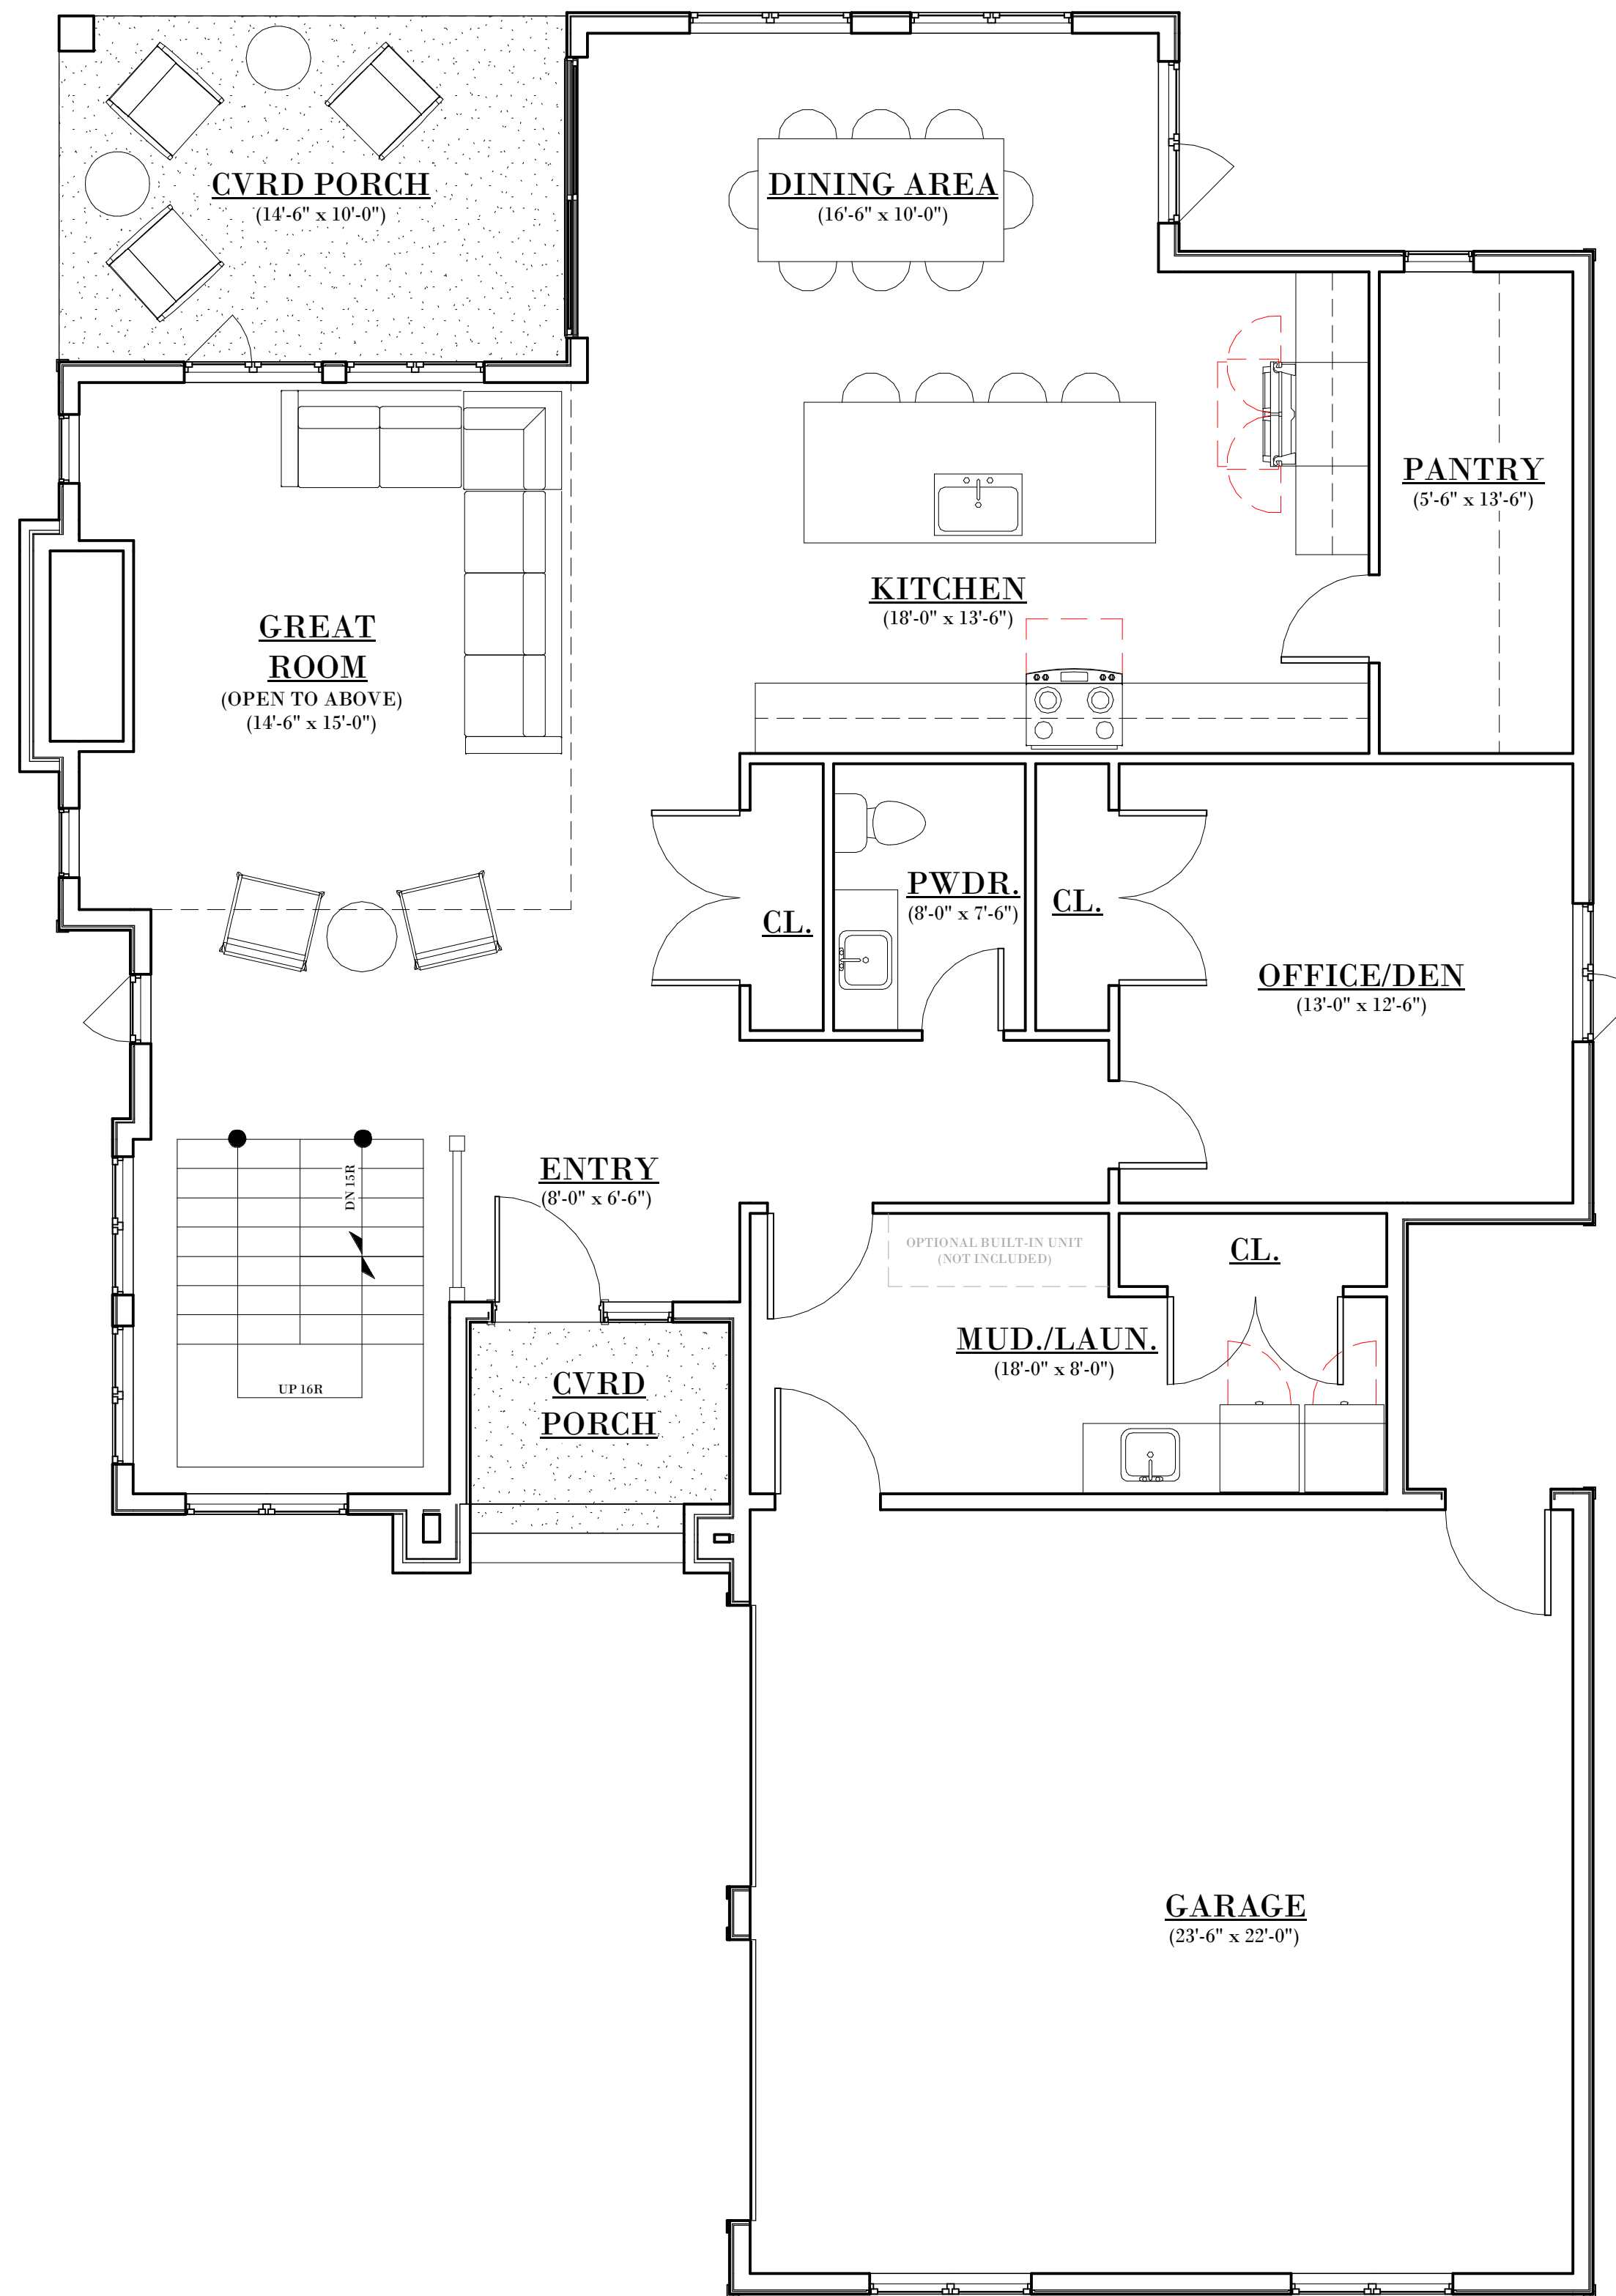 CVRD PORCH
(14'-6" x 10'-0")
DINING AREA
(16'-6" x 10'-0")
PANTRY
(5'-6" x 13'-6")
KITCHEN
(18'-0" x 13'-6")
GREAT
ROOM
(OPEN TO ABOVE)
(14'-6" x 15'-0")
CL.
PWDR.
(8'-0" x 7'-6")
CL.
OFFICE/DEN
(13'-0" x 12'-6")
DN 15R
ENTRY
(8'-0" x 6'-6")
OPTIONAL BUILT-IN UNIT
(NOT INCLUDED)
CL.
MUD./LAUN.
(18'-0" x 8'-0")
UP 16R
CVRD
PORCH
GARAGE
(23'-6" x 22'-0")